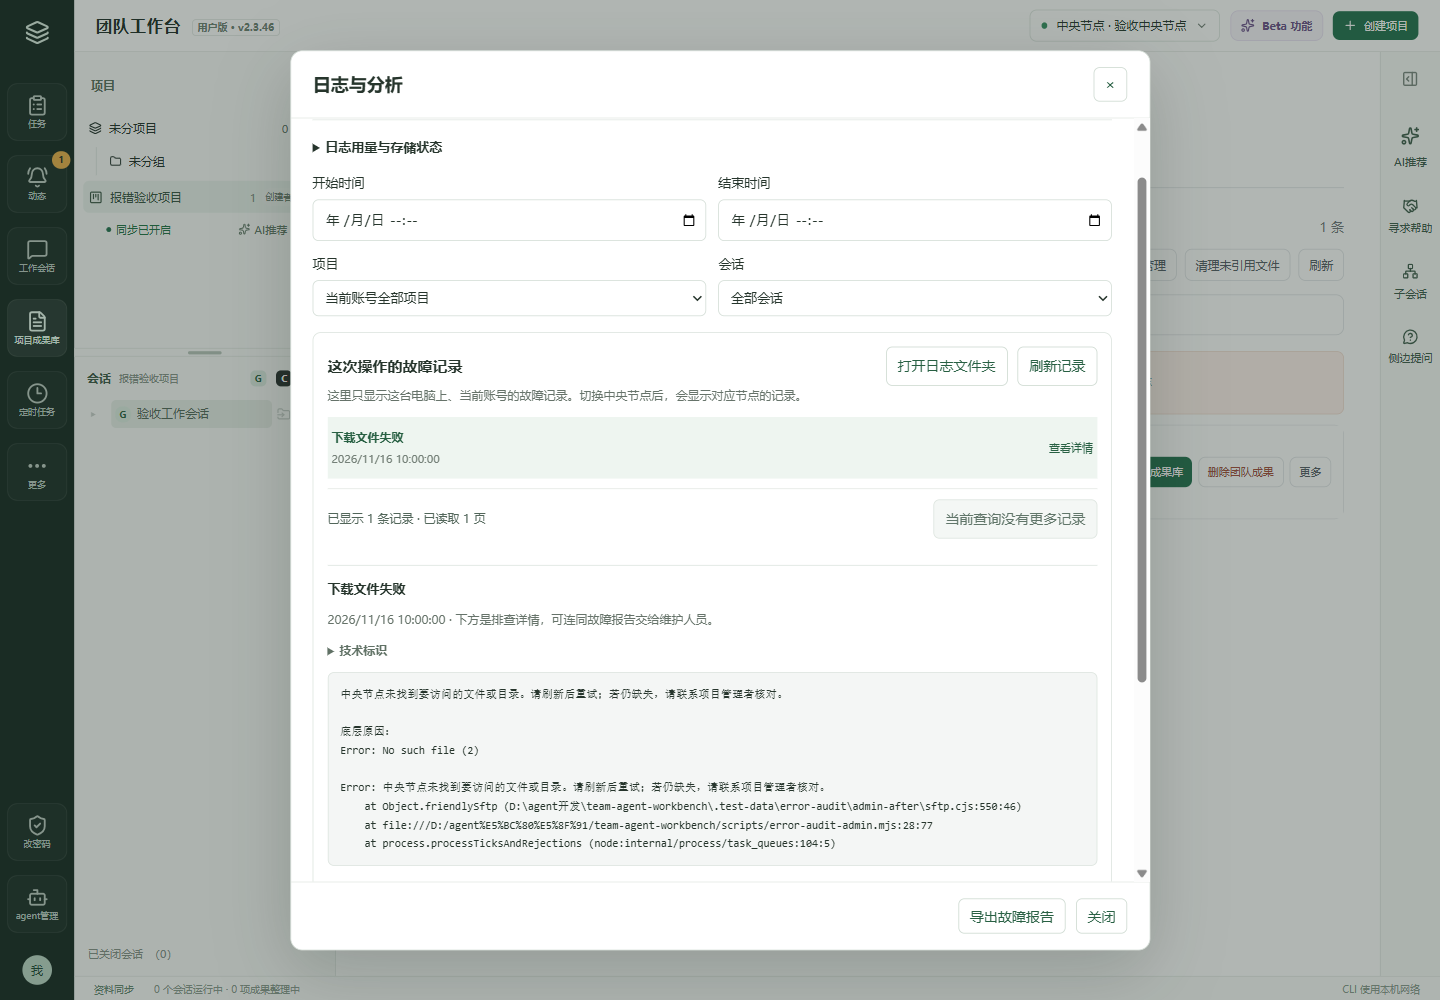 团队工作台
用户版 • v2.3.46
中央节点 · 验收中央节点
Beta 功能
创建项目
任务
1
动态
工作会话
项目成果库
定时任务
更多
改密码
agent管理
我
项目
未分项目
0
未分组
报错验收项目
1
同步已开启
AI推荐
会话
报错验收项目
G
C
G
验收工作会话
已关闭会话 (0)
日志与分析
×
日志用量与存储状态
开始时间
结束时间
年 /月/日 --:--
年 /月/日 --:--
项目
会话
当前账号全部项目
全部会话
这次操作的故障记录
打开日志文件夹
刷新记录
这里只显示这台电脑上、当前账号的故障记录。切换中央节点后，会显示对应节点的记录。
下载文件失败
2026/11/16 10:00:00
查看详情
已显示 1 条记录 · 已读取 1 页
当前查询没有更多记录
下载文件失败
2026/11/16 10:00:00 · 下方是排查详情，可连同故障报告交给维护人员。
技术标识
中央节点未找到要访问的文件或目录。请刷新后重试；若仍缺失，请联系项目管理者核对。
底层原因:
Error: No such file (2)
Error: 中央节点未找到要访问的文件或目录。请刷新后重试；若仍缺失，请联系项目管理者核对。
at Object.friendlySftp (D:\agent开发\team-agent-workbench\.test-data\error-audit\admin-after\sftp.cjs:550:46)
at file:///D:/agent%E5%BC%80%E5%8F%91/team-agent-workbench/scripts/error-audit-admin.mjs:28:77
at process.processTicksAndRejections (node:internal/process/task_queues:104:5)
导出故障报告
关闭
1 条
清理未引用文件
刷新
成果库
删除团队成果
更多
AI推荐
寻求帮助
子会话
侧边提问
资料同步
0 个会话运行中 · 0 项成果整理中
CLI 使用本机网络